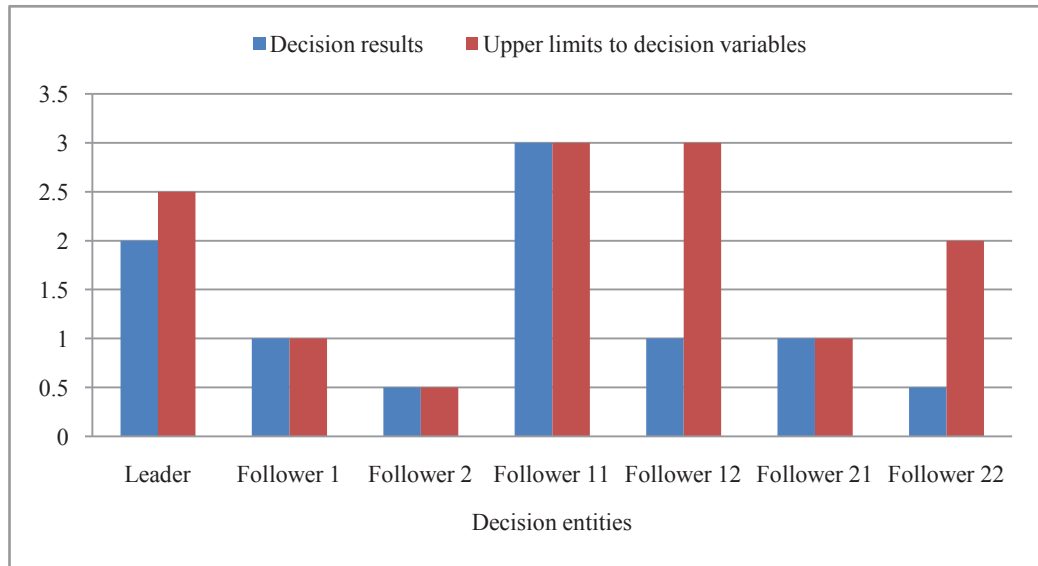 Decision results Upper limits to decision variables
3.5
3
2.5
2
1.5
1
0.5
0
Leader Follower 1 Follower 2 Follower 11 Follower 12 Follower 21 Follower 22
Decision entities